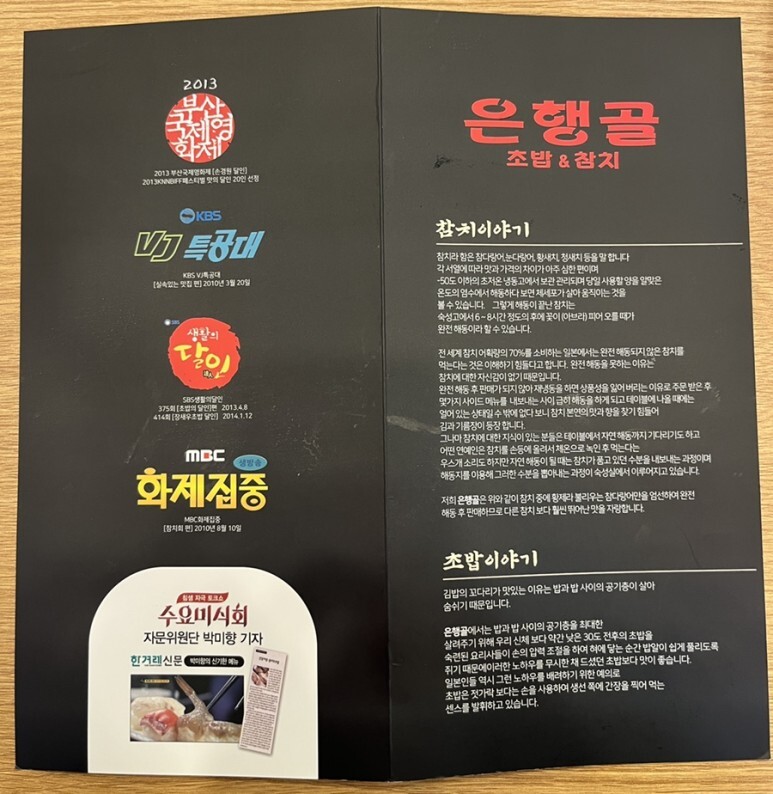 2013
부산
국제영
화제
2013 부산국제영화제 [손경원 달인]
2013KNNBIFF페스티벌 맛의 달인 20인 선정
KBS
VJ 특공대
KBS VJ특공대
[실속있는 맛집 편] 2010년 3월 20일
SBS
생활의
달인
SBS생활의달인
375회 [초밥의 달인]편 2013.4.8
414회 [장새우초밥 달인] 2014.1.12
MBC
생방송
화제집중
MBC화제집중
[참치회 편] 2010년 8월 10일
침샘 자극 토크쇼
수요미식회
자문위원단 박미향 기자
한겨레신문 박미향의 신기한 메뉴
은행골
초밥 & 참치
참치이야기
참치라 함은 참다랑어,눈다랑어, 황새치, 청새치 등을 말 합니다
각 서열에 따라 맛과 가격의 차이가 아주 심한 편이며
-50도 이하의 초저온 냉동고에서 보관 관리되며 당일 사용할 양을 알맞은
온도의 염수에서 해동하다 보면 제세포가 살아 움직이는 것을
볼 수 있습니다. 그렇게 해동이 끝난 참치는
숙성고에서 6~8시간 정도의 후에 꽃이 (아브라) 피어 오를 때가
완전 해동이라 할 수 있습니다.
전 세계 참치 어획량의 70%를 소비하는 일본에서는 완전 해동되지 않은 참치를
먹는다는 것은 이해하기 힘들다고 합니다. 완전 해동을 못하는 이유는
참치에 대한 자신감이 없기 때문입니다.
완전 해동 후 판매가 되지 않아 재냉동을 하면 상품성을 잃어 버리는 이유로 주문 받은 후
몇가지 사이드 메뉴를 내보내는 사이 급히 해동을 하게 되고 테이블에 나올 때에는
얼어 있는 상태일 수 밖에 없다 보니 참치 본연의 맛과 향을 찾기 힘들어
김과 기름장이 등장 합니다.
그나마 참치에 대한 지식이 있는 분들은 테이블에서 자연 해동까지 기다리기도 하고
어떤 연예인은 참치를 손등에 올려서 체온으로 녹인 후 먹는다는
우스개 소리도 하지만 자연 해동이 될 때는 참치가 품고 있던 수분을 내보내는 과정이며
해동지를 이용해 그러한 수분을 뽑아내는 과정이 숙성실에서 이루어지고 있습니다.
저희 은행골은 위와 같이 참치 중에 황제라 불리우는 참다랑어만을 엄선하여 완전
해동 후 판매하므로 다른 참치 보다 훨씬 뛰어난 맛을 자랑합니다.
초밥이야기
김밥의 꼬다리가 맛있는 이유는 밥과 밥 사이의 공기층이 살아
숨쉬기 때문입니다.
은행골에서는 밥과 밥 사이의 공기층을 최대한
살려주기 위해 우리 신체 보다 약간 낮은 30도 전후의 초밥을
숙련된 요리사들이 손의 압력 조절을 하여 혀에 닿는 순간 밥알이 쉽게 풀리도록
쥐기 때문에이러한 노하우를 무시한 채 드셨던 초밥보다 맛이 좋습니다.
일본인들 역시 그런 노하우를 배려하기 위한 예의로
초밥은 젓가락 보다는 손을 사용하여 생선 쪽에 간장을 찍어 먹는
센스를 발휘하고 있습니다.